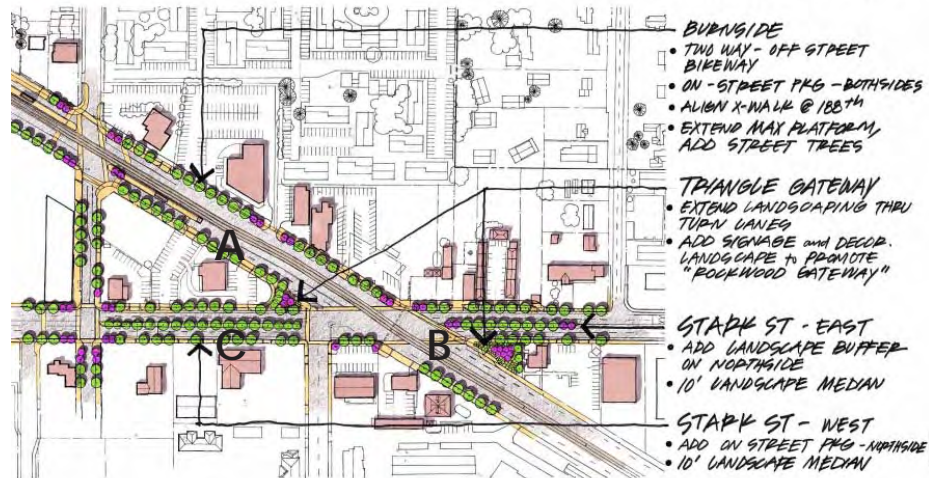 BURNSIDE
• TWO WAY - OFF STREET
BIKEWAY
• ON-STREET PKG - BOTHSIDES
• ALIGN X-WALK @ 188th
• EXTEND MAX PLATFORM,
ADD STREET TREES
TRIANGLE GATEWAY
• EXTEND LANDSCAPING THRU
TURN LANES
• ADD SIGNAGE and DECOR.
LANDSCAPE to PROMOTE
"ROCKWOOD GATEWAY"
STARK ST - EAST
• ADD LANDSCAPE BUFFER
ON NORTHSIDE
• 10' LANDSCAPE MEDIAN
STARK ST - WEST
• ADD ON STREET PKG - NORTHSIDE
• 10' LANDSCAPE MEDIAN
A
B
C